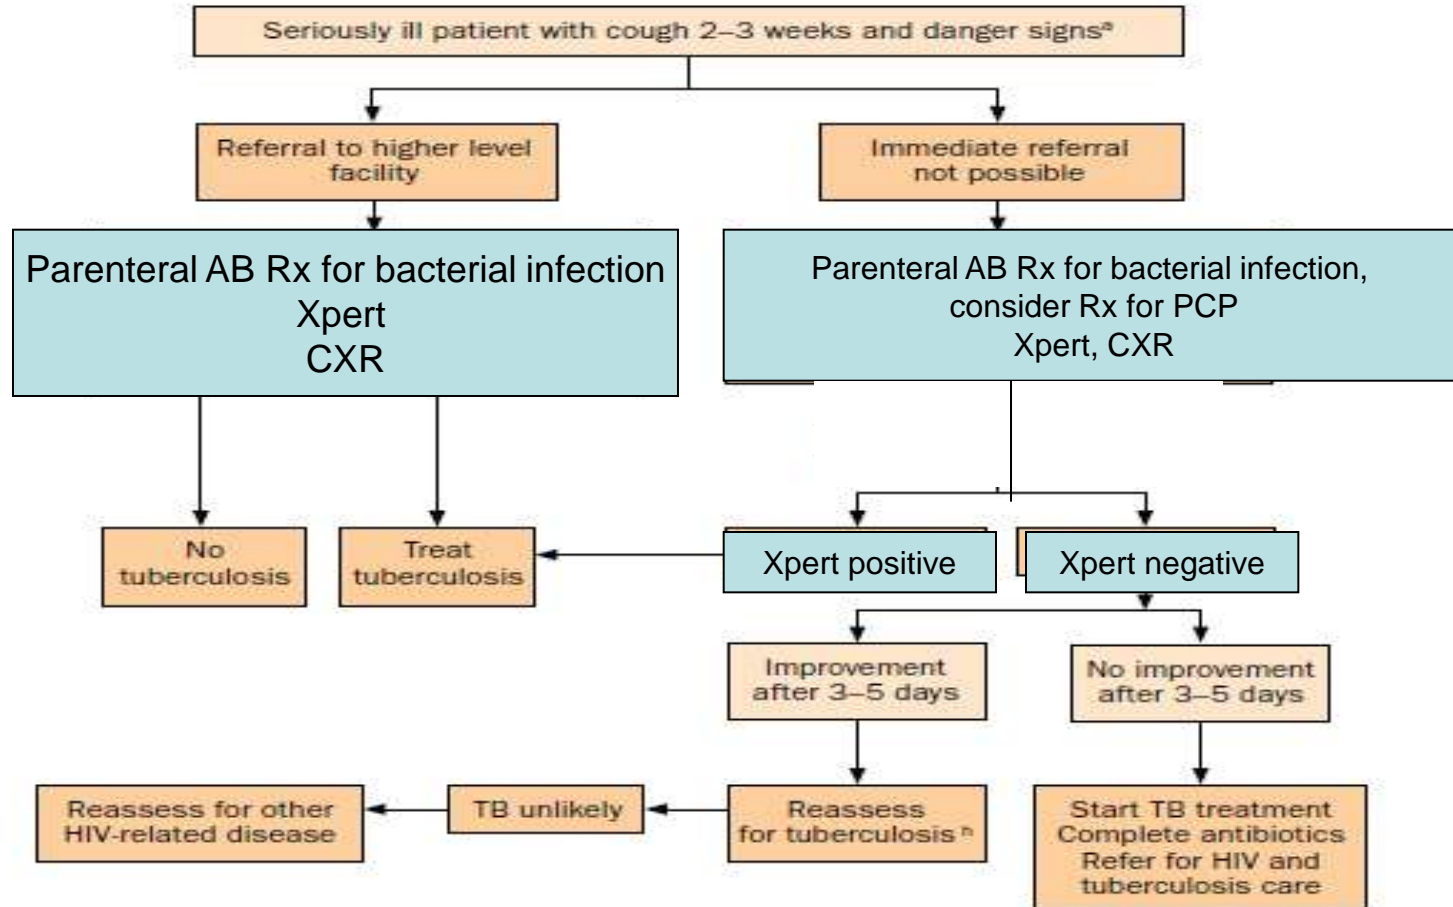 Seriously ill patient with cough 2–3 weeks and danger signsᵃ
Referral to higher level
facility
Immediate referral
not possible
Parenteral AB Rx for bacterial infection
Xpert
CXR
Parenteral AB Rx for bacterial infection,
consider Rx for PCP
Xpert, CXR
No
tuberculosis
Treat
tuberculosis
Xpert positive
Xpert negative
Improvement
after 3–5 days
No improvement
after 3–5 days
Reassess for other
HIV-related disease
TB unlikely
Reassess
for tuberculosisʰ
Start TB treatment
Complete antibiotics
Refer for HIV and
tuberculosis care